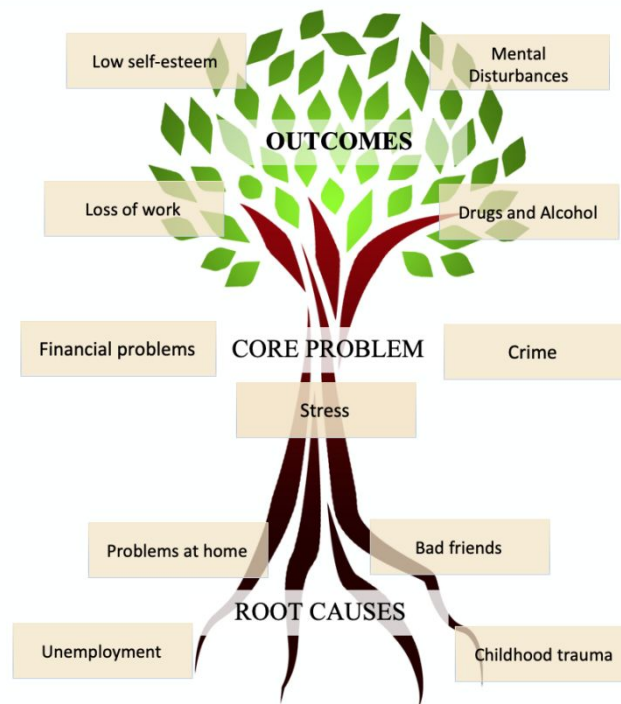 Low self-esteem
Mental
Disturbances
OUTCOMES
Loss of work
Drugs and Alcohol
Financial problems
CORE PROBLEM
Crime
Stress
Problems at home
Bad friends
ROOT CAUSES
Unemployment
Childhood trauma